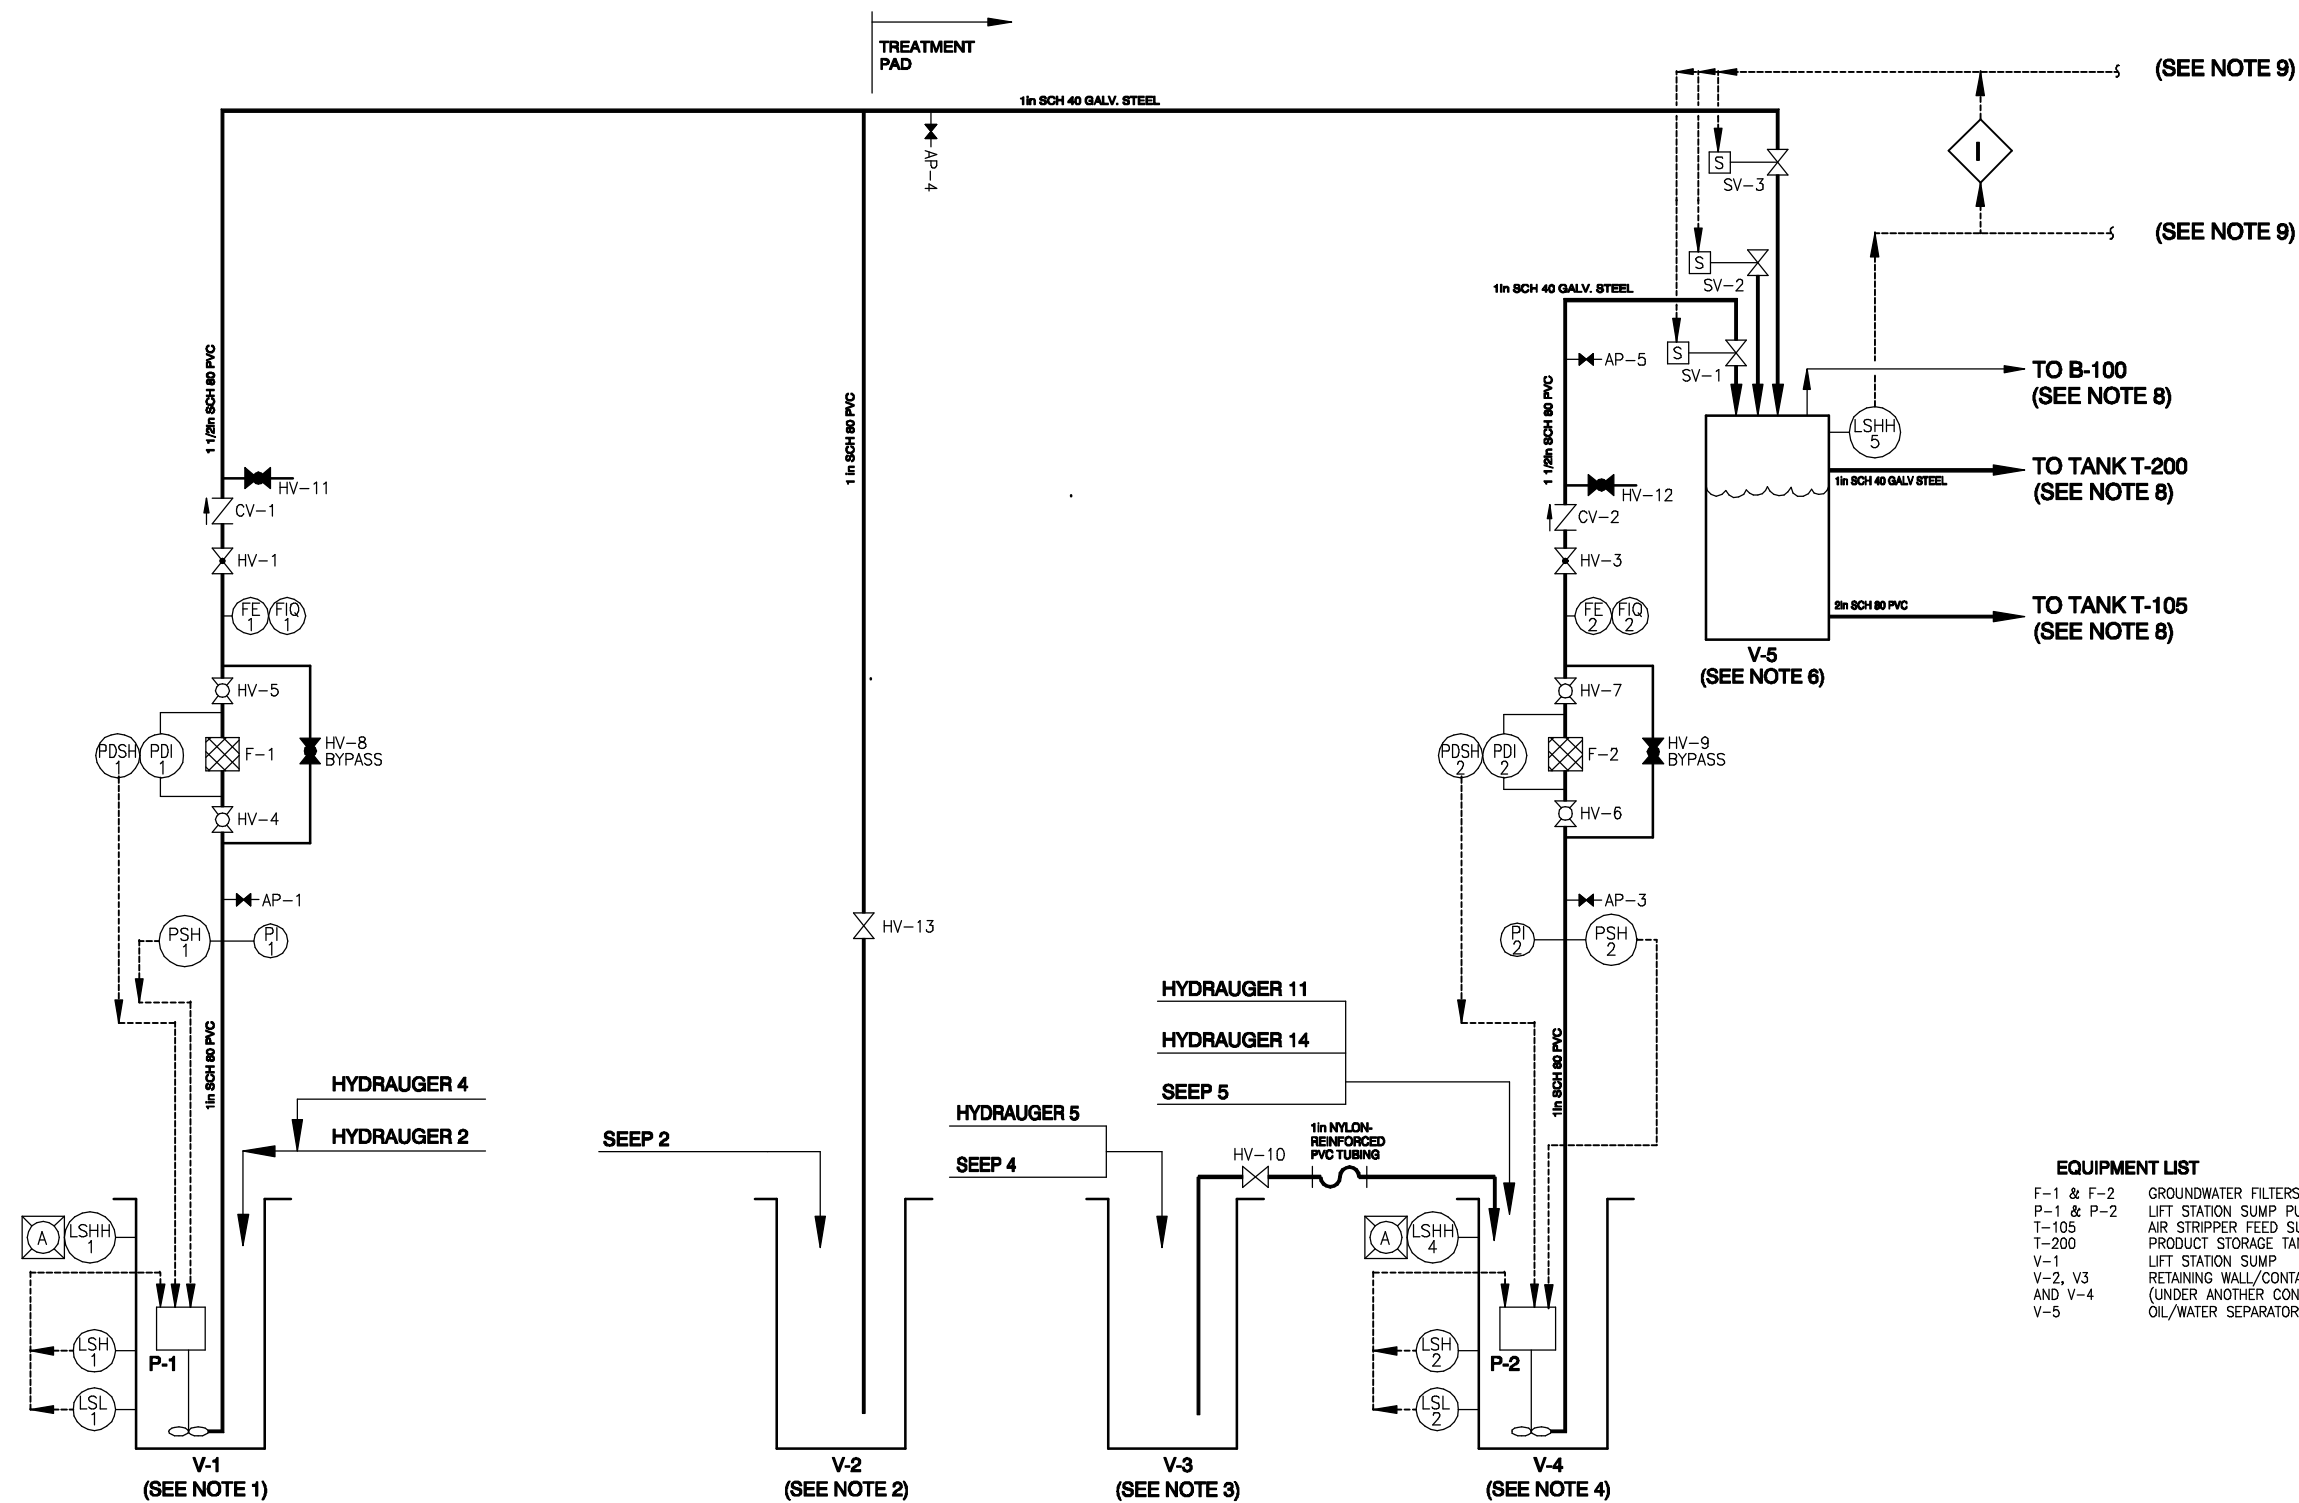 TREATMENT
PAD
1in SCH 40 GALV. STEEL
AP-4
(SEE NOTE 9)
I
S
SV-3
(SEE NOTE 9)
S
SV-2
1in SCH 40 GALV. STEEL
S
SV-1
AP-5
TO B-100
(SEE NOTE 8)
LSHH
5
TO TANK T-200
(SEE NOTE 8)
1in SCH 40 GALV STEEL
TO TANK T-105
(SEE NOTE 8)
2in SCH 80 PVC
V-5
(SEE NOTE 6)
1 1/2in SCH 80 PVC
1 in SCH 80 PVC
1 1/2in SCH 80 PVC
HV-11
CV-1
HV-1
FE
1
FIQ
1
HV-5
PDSH
1
PDI
1
F-1
HV-8
BYPASS
HV-4
AP-1
PSH
1
PI
1
1in SCH 80 PVC
HV-12
CV-2
HV-3
FE
2
FIQ
2
HV-7
PDSH
2
PDI
2
F-2
HV-9
BYPASS
HV-6
AP-3
PI
2
PSH
2
1in SCH 80 PVC
HV-13
HYDRAUGER 11
HYDRAUGER 14
SEEP 5
HYDRAUGER 4
HYDRAUGER 2
SEEP 2
HYDRAUGER 5
SEEP 4
HV-10
1in NYLON-
REINFORCED
PVC TUBING
A
LSHH
1
LSH
1
LSL
1
P-1
A
LSHH
4
LSH
2
LSL
2
P-2
V-1
(SEE NOTE 1)
V-2
(SEE NOTE 2)
V-3
(SEE NOTE 3)
V-4
(SEE NOTE 4)
EQUIPMENT LIST
F-1 & F-2 GROUNDWATER FILTERS
P-1 & P-2 LIFT STATION SUMP
T-105 AIR STRIPPER FEED
T-200 PRODUCT STORAGE
V-1 LIFT STATION SUMP
V-2, V3 RETAINING
AND V-4 (UNDER ANOTHER
V-5 OIL/WATER SEPARATOR